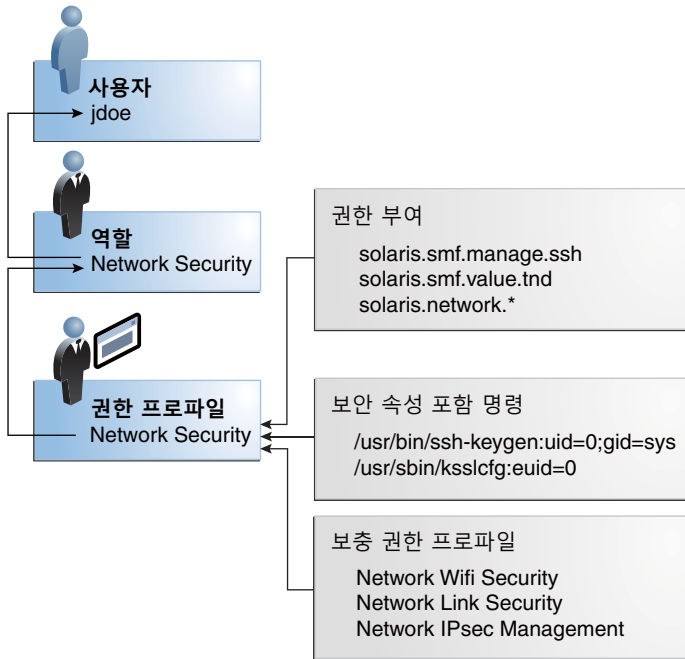 사용자
jdoe
역할
Network Security
권한 프로파일
Network Security
권한 부여
solaris.smf.manage.ssh
solaris.smf.value.tnd
solaris.network.*
보안 속성 포함 명령
/usr/bin/ssh-keygen:uid=0;gid=sys
/usr/sbin/ksslcfg:euid=0
보충 권한 프로파일
Network Wifi Security
Network Link Security
Network IPsec Management